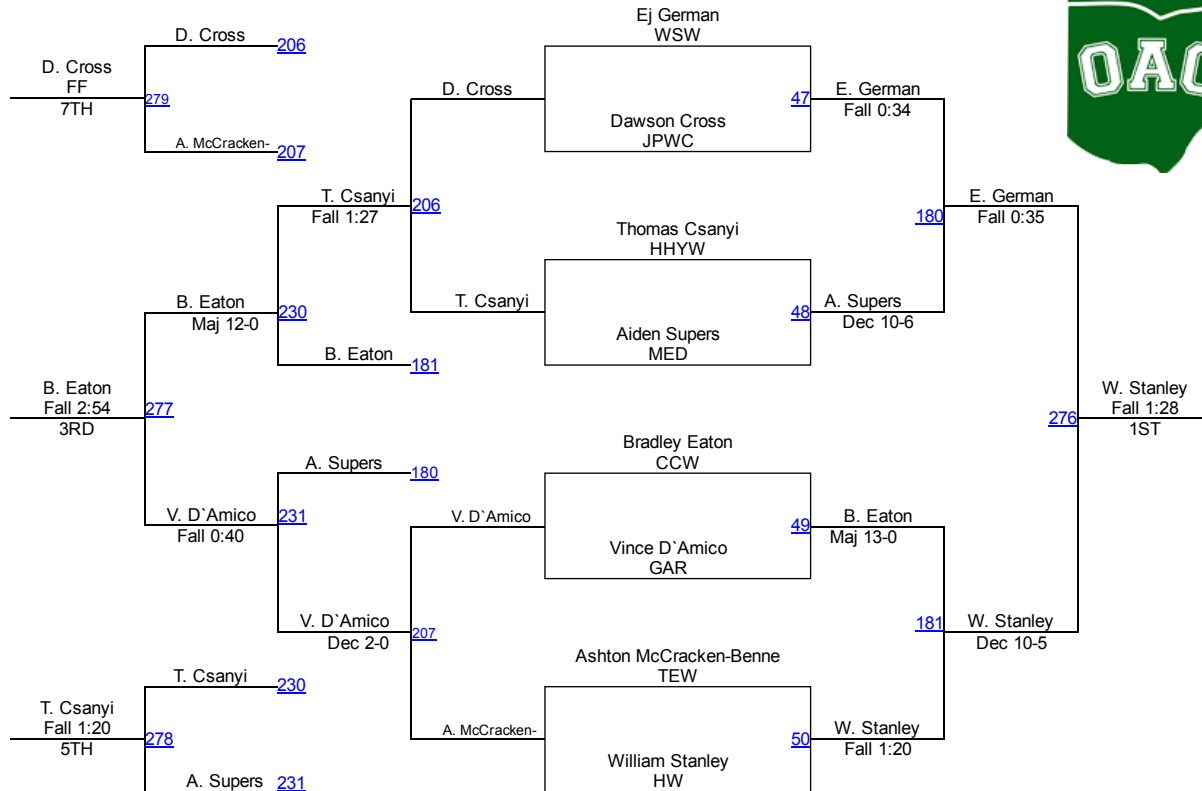 Ej German
WSW
D. Cross
206
D. Cross
FF
7TH
279
D. Cross
47
E. German
Fall 0:34
OAC
Dawson Cross
JPWC
A. McCracken-
207
T. Csanyi
Fall 1:27
206
180
E. German
Fall 0:35
Thomas Csanyi
HHYW
B. Eaton
Maj 12-0
230
T. Csanyi
48
A. Supers
Dec 10-6
Aiden Supers
MED
B. Eaton
181
B. Eaton
Fall 2:54
3RD
277
276
W. Stanley
Fall 1:28
1ST
Bradley Eaton
CCW
A. Supers
180
V. D`Amico
Fall 0:40
231
V. D`Amico
49
B. Eaton
Maj 13-0
Vince D`Amico
GAR
V. D`Amico
Dec 2-0
207
181
W. Stanley
Dec 10-5
Ashton McCracken-Benne
TEW
T. Csanyi
230
T. Csanyi
Fall 1:20
5TH
278
A. McCracken-
50
W. Stanley
Fall 1:20
William Stanley
HW
A. Supers
231